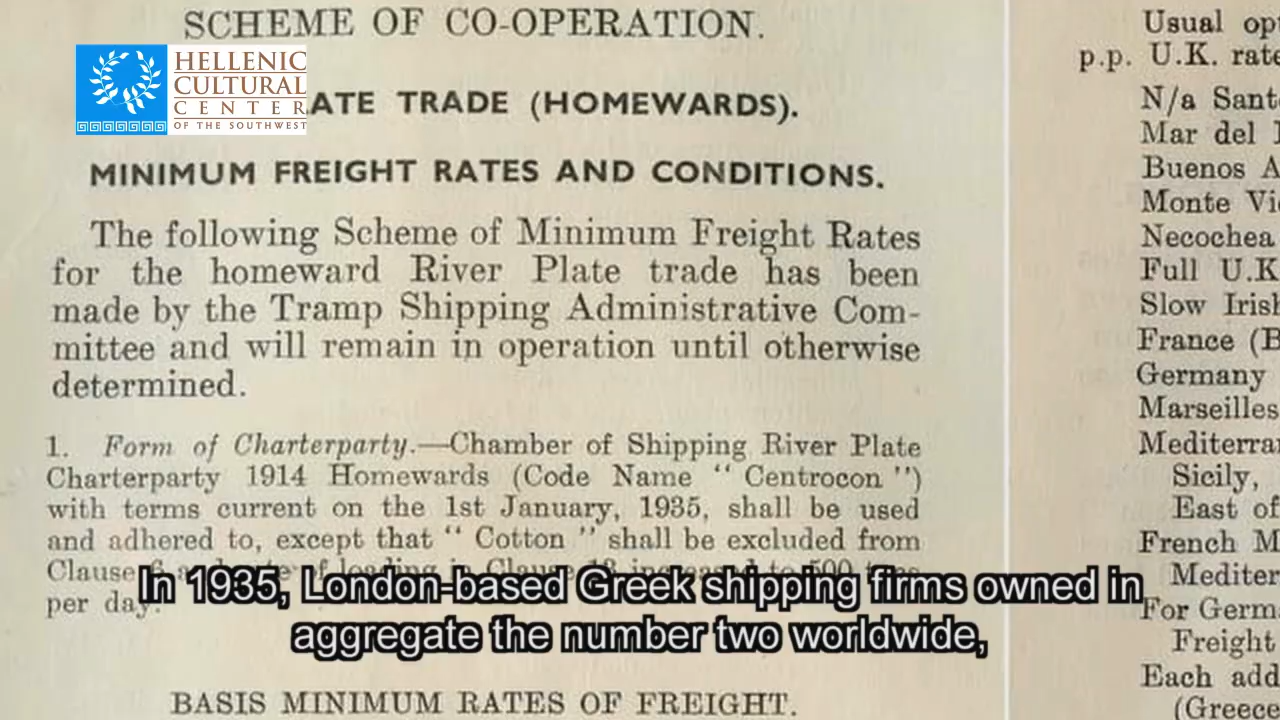 SCHEME OF CO-OPERATION.
HELLENIC
CULTURAL
CENTER
OF THE SOUTHWEST
TRADE (HOMEWARDS).
MINIMUM FREIGHT RATES AND CONDITIONS.
The following Scheme of Minimum Freight Rates
for the homeward River Plate trade has been
made by the Tramp Shipping Administrative Com-
mittee and will remain in operation until otherwise
determined.
1. Form of Charterparty.—Chamber of Shipping River Plate
Charterparty 1914 Homewards (Code Name “ Centrocon ”)
with terms current on the 1st January, 1935, shall be used
and adhered to, except that “ Cotton ” shall be excluded from
Clause
per day.
BASIS MINIMUM RATES OF FREIGHT.
Usual
p.p. U.K. rate
N/a
Mar del
Buenos
Monte
Necochea
Full U.K.
Slow
France
Germany
Marseilles
Sicily,
East of
French
For
Freight
Each
(Greece
In 1935, London-based Greek shipping firms owned in
aggregate the number two worldwide,